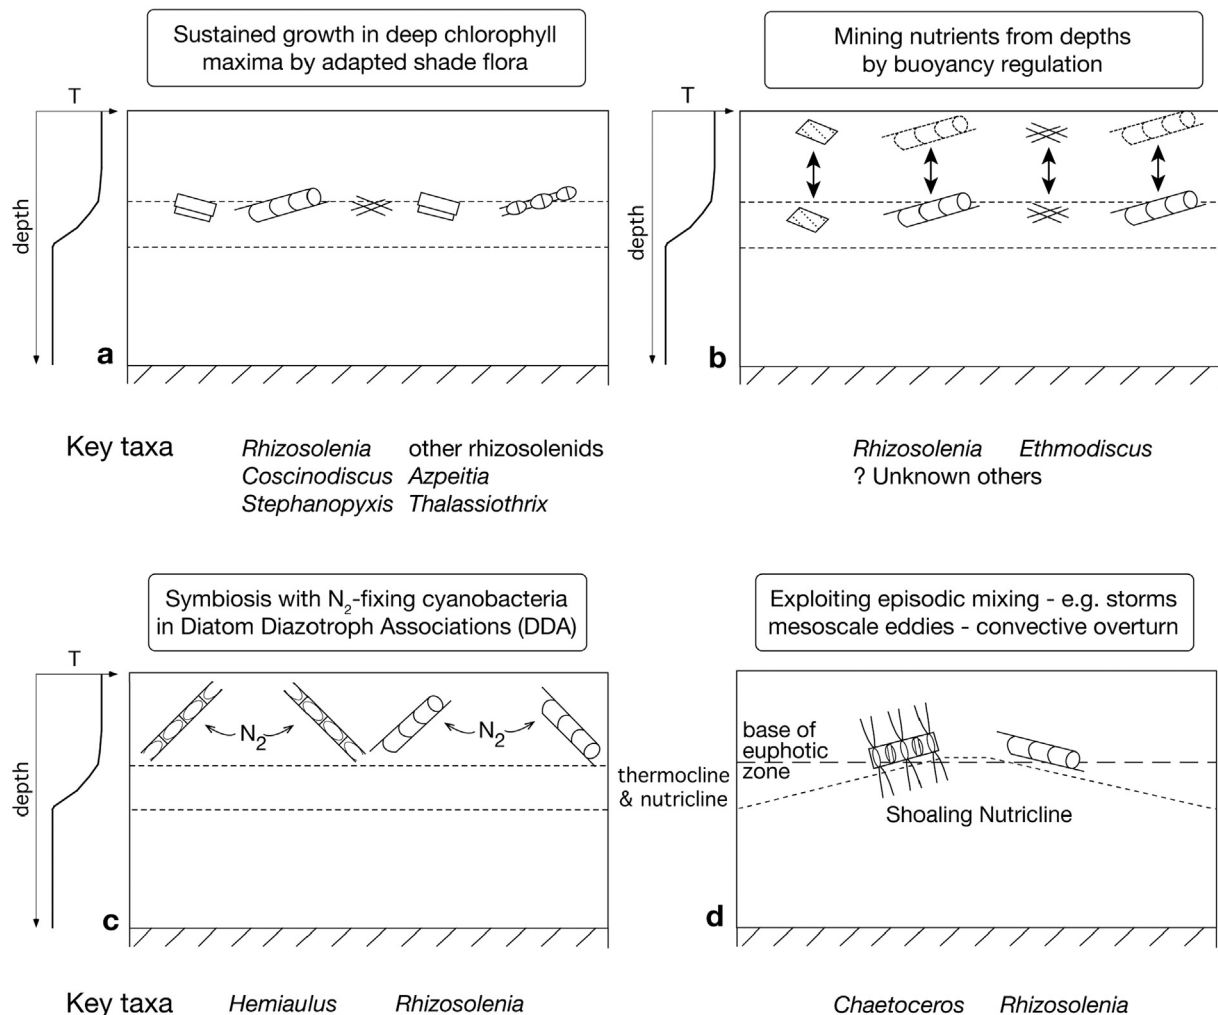 Sustained growth in deep chlorophyll
maxima by adapted shade flora
T
depth
a
Key taxa
Rhizosolenia other rhizosolenids
Coscinodiscus Azpeitia
Stephanopyxis Thalassiothrix
Mining nutrients from depths
by buoyancy regulation
T
depth
b
Rhizosolenia Ethmodiscus
? Unknown others
Symbiosis with N2-fixing cyanobacteria
in Diatom Diazotroph Associations (DDA)
T
depth
N2
N2
c
Key taxa
Hemiaulus Rhizosolenia
Exploiting episodic mixing - e.g. storms
mesoscale eddies - convective overturn
base of
euphotic
zone
thermocline
& nutricline
Shoaling Nutricline
d
Chaetoceros Rhizosolenia